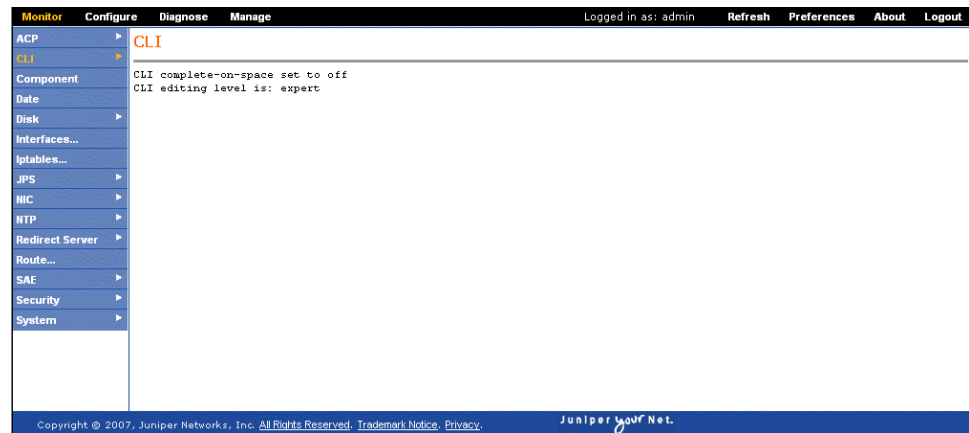 Monitor Configure Diagnose Manage Logged in as: admin Refresh Preferences About Logout
ACP
CLI
Component
Date
Disk
Interfaces...
Iptables...
JPS
NIC
NTP
Redirect Server
Route...
SAE
Security
System
CLI
CLI complete-on-space set to off
CLI editing level is: expert
Copyright © 2007, Juniper Networks, Inc. All Rights Reserved. Trademark Notice. Privacy.
Juniper your Net.